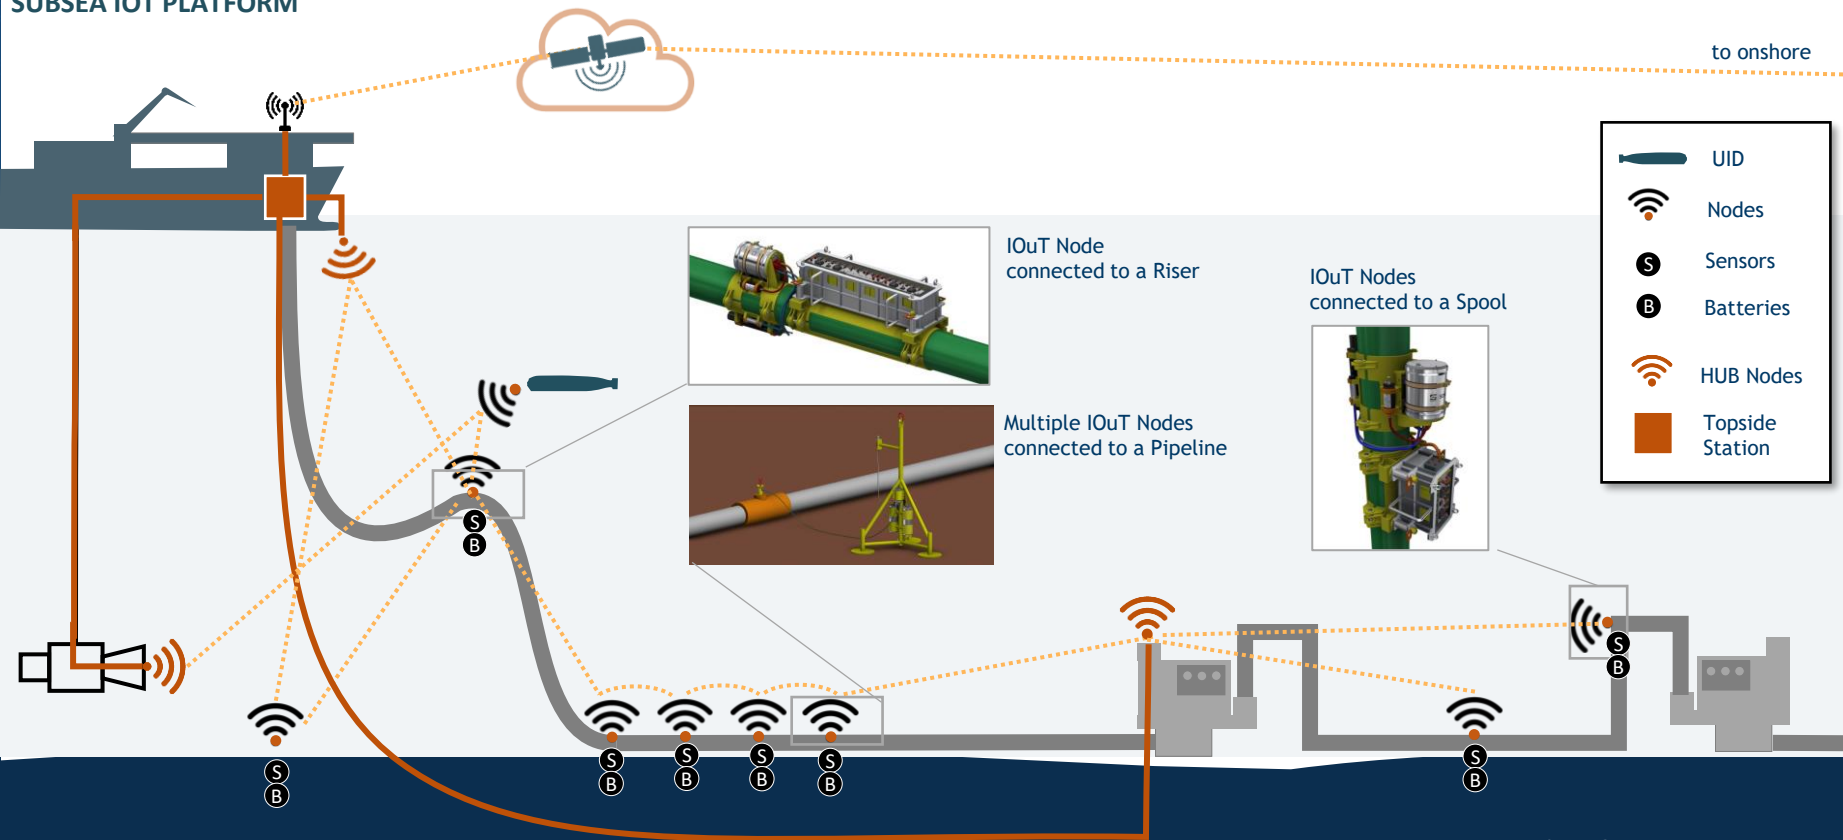 SUBSEA IOT PLATFORM
to onshore
UID
Nodes
S
Sensors
B
Batteries
HUB Nodes
Topside
Station
IOuT Node
connected to a Riser
IOuT Nodes
connected to a Spool
Multiple IOuT Nodes
connected to a Pipeline
S
B
S
B
S
B
S
B
S
B
S
B
S
B
S
B